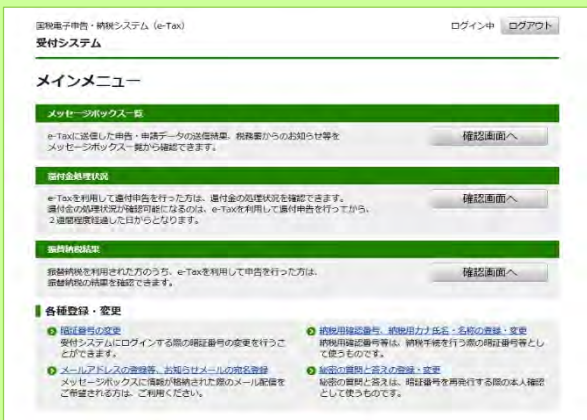 国税電子申告・納税システム（e-Tax）
ログイン中 ログアウト
受付システム
メインメニュー
メッセージボックス一覧
e-Taxに送信した申告・申請データの送信結果、税務署からのお知らせ等を
メッセージボックス一覧から確認できます。
確認画面へ
還付金処理状況
e-Taxを利用して還付申告を行った方は、還付金の処理状況を確認できます。
還付金の処理状況が確認可能になるのは、e-Taxを利用して還付申告を行ってから、
２週間程度経過した日からとなります。
確認画面へ
振替納税結果
振替納税を利用された方のうち、e-Taxを利用して申告を行った方は、
振替納税の結果を確認できます。
確認画面へ
各種登録・変更
暗証番号の変更
受付システムにログインする際の暗証番号の変更を行うこ
とができます。
メールアドレスの登録等、お知らせメールの宛名登録
メッセージボックスに情報が格納された際のメール配信を
ご希望される方は、ご利用ください。
納税用確認番号、納税用カナ氏名・名称の登録・変更
納税用確認番号等は、納税手続を行う際の暗証番号等とし
て使うものです。
秘密の質問と答えの登録・変更
秘密の質問と答えは、暗証番号を再発行する際の本人確認
として使うものです。